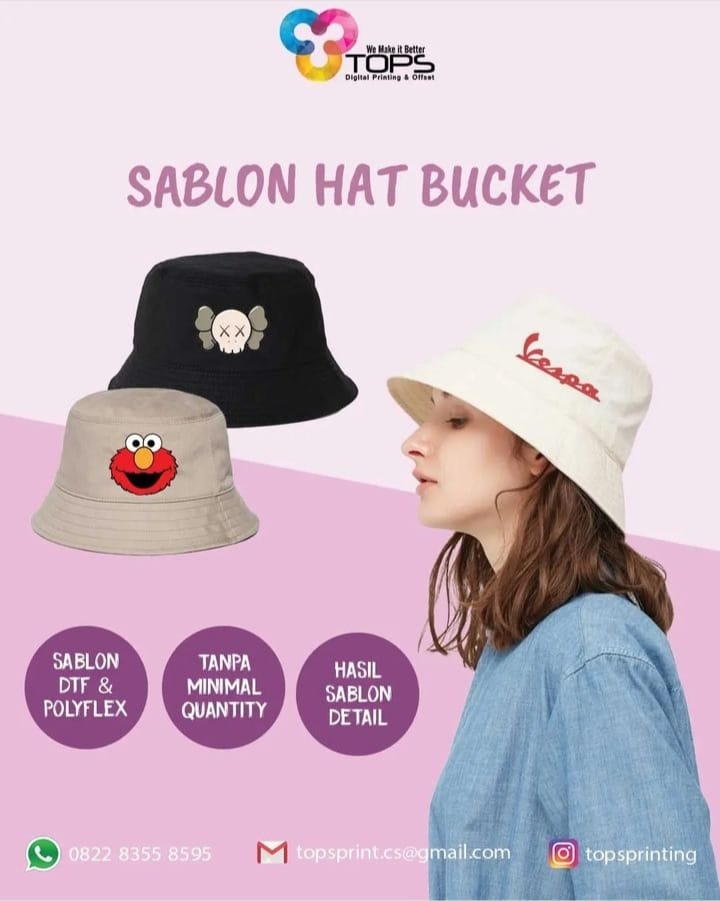 We Make it Better
TOPS
Digital Printing & Offset
SABLON HAT BUCKET
Vespa
SABLON
DTF &
POLYFLEX
TANPA
MINIMAL
QUANTITY
HASIL
SABLON
DETAIL
0822 8355 8595
topsprint.cs@gmail.com
topsprinting